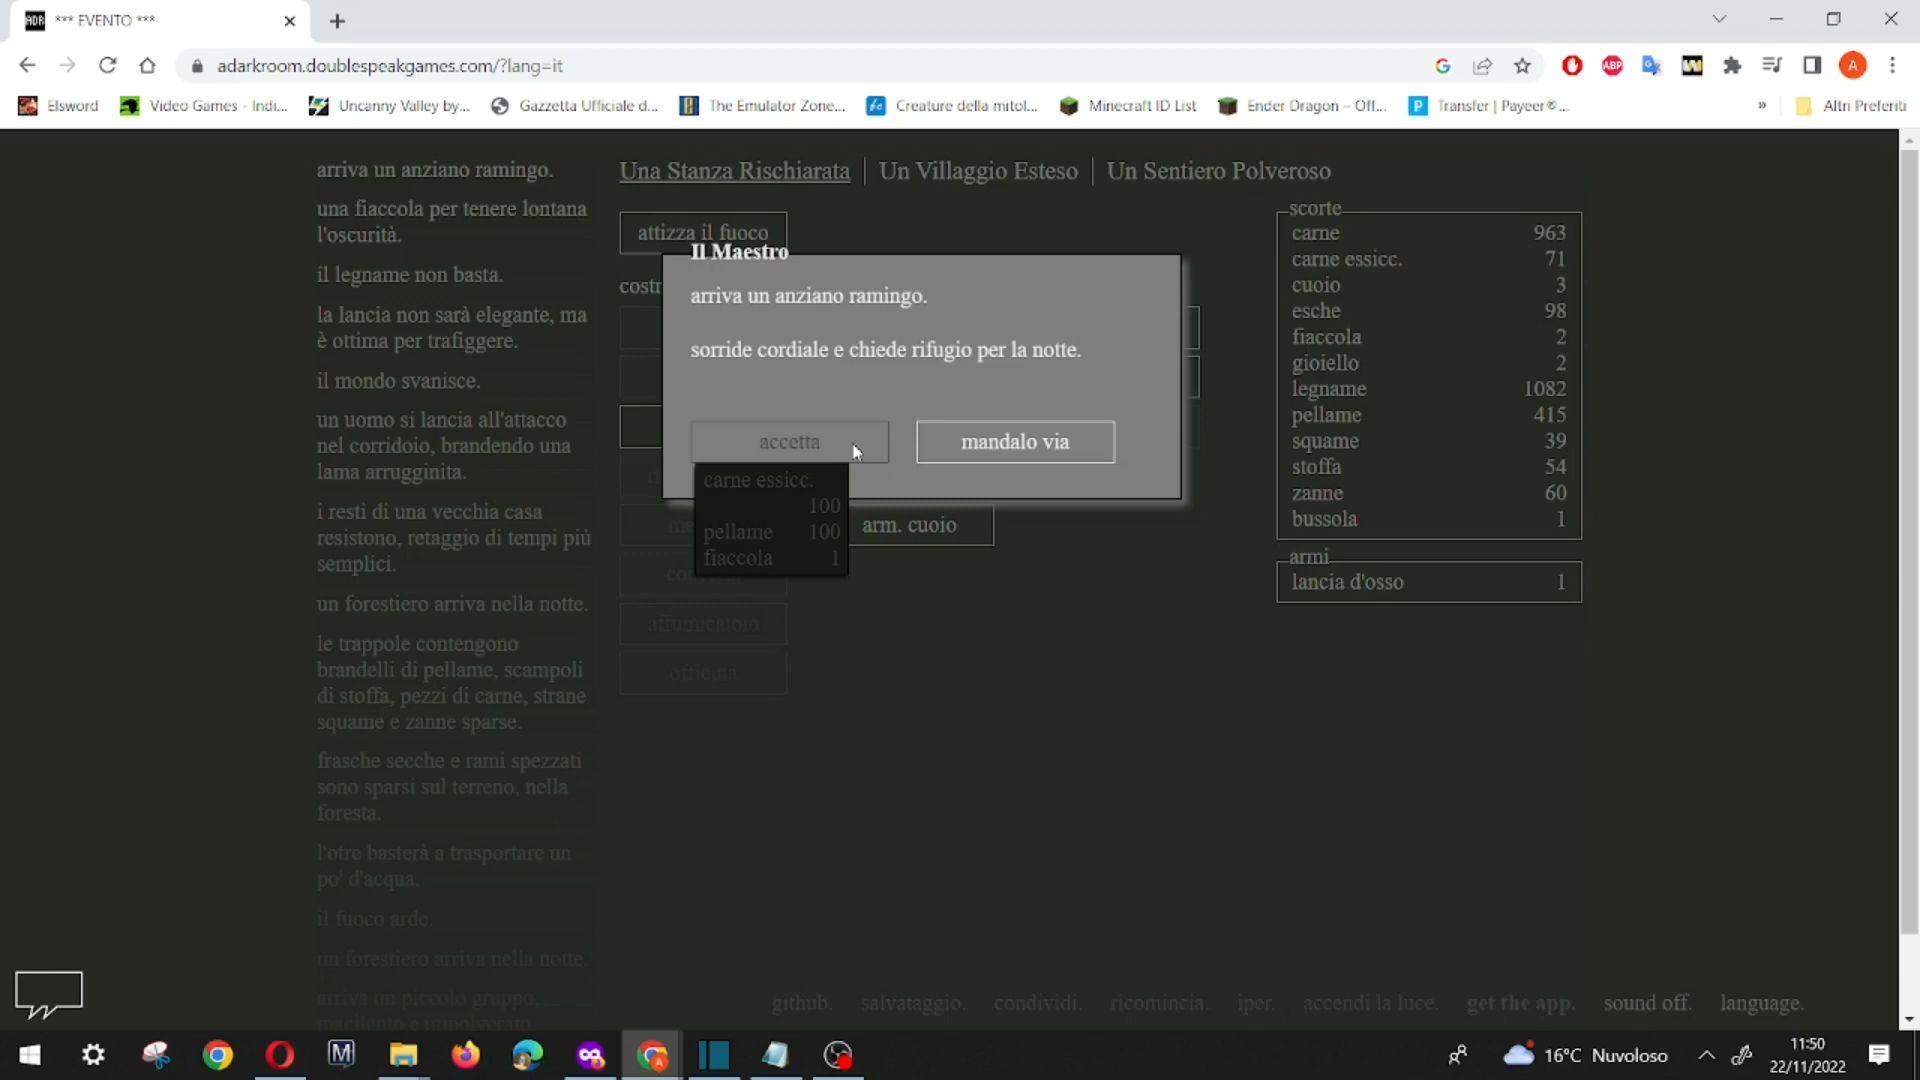 *** EVENTO ***
adarkroom.doublespeakgames.com/?lang=it
Elsword
Video Games - Indi...
Uncanny Valley by...
Gazzetta Ufficiale d...
The Emulator Zone...
Creature della mitol...
Minecraft ID List
Ender Dragon – Off...
Transfer | Payeer®...
»
Altri Preferiti
arriva un anziano ramingo.
una fiaccola per tenere lontana
l'oscurità.
il legname non basta.
la lancia non sarà elegante, ma
è ottima per trafiggere.
il mondo svanisce.
un uomo si lancia all'attacco
nel corridoio, brandendo una
lama arrugginita.
i resti di una vecchia casa
resistono, retaggio di tempi più
semplici.
un forestiero arriva nella notte.
le trappole contengono
brandelli di pellame, scampoli
di stoffa, pezzi di carne, strane
squame e zanne sparse.
frasche secche e rami spezzati
sono sparsi sul terreno, nella
foresta.
l'otre basterà a trasportare un
po' d'acqua.
il fuoco arde.
un forestiero arriva nella notte.
arriva un piccolo gruppo,
macilento e impolverato.
Una Stanza Rischiarata | Un Villaggio Esteso | Un Sentiero Polveroso
attizza il fuoco
costr
Il Maestro
arriva un anziano ramingo.
sorride cordiale e chiede rifugio per la notte.
accetta
mandalo via
carne essicc.
100
pellame 100
fiaccola 1
arm. cuoio
affumicatoio
officina
scorte
carne 963
carne essicc. 71
cuoio 3
esche 98
fiaccola 2
gioiello 2
legname 1082
pellame 415
squame 39
stoffa 54
zanne 60
bussola 1
armi
lancia d'osso 1
github. salvataggio. condividi. ricomincia. iper. accendi la luce. get the app. sound off. language.
16°C Nuvoloso
11:50
22/11/2022